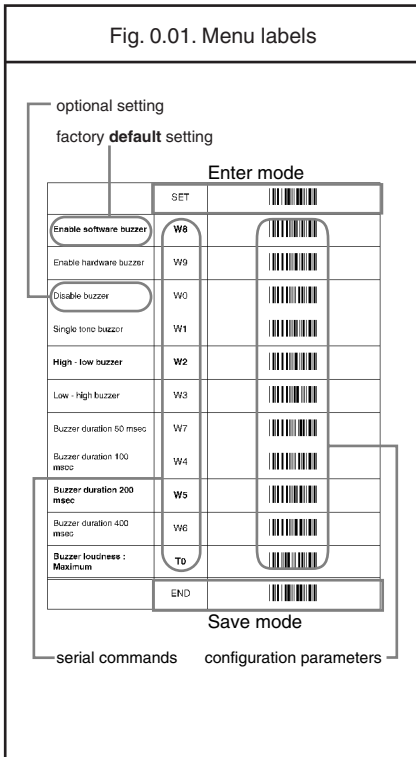 Fig. 0.01. Menu labels
optional setting
factory default setting
Enter mode
SET
Enable software buzzer W8
Enable hardware buzzer W9
Disable buzzer W0
Single tone buzzer W1
High - low buzzer W2
Low - high buzzer W3
Buzzer duration 50 msec W7
Buzzer duration 100
msec W4
Buzzer duration 200
msec W5
Buzzer duration 400
msec W6
Buzzer loudness :
Maximum T0
END
Save mode
serial commands configuration parameters